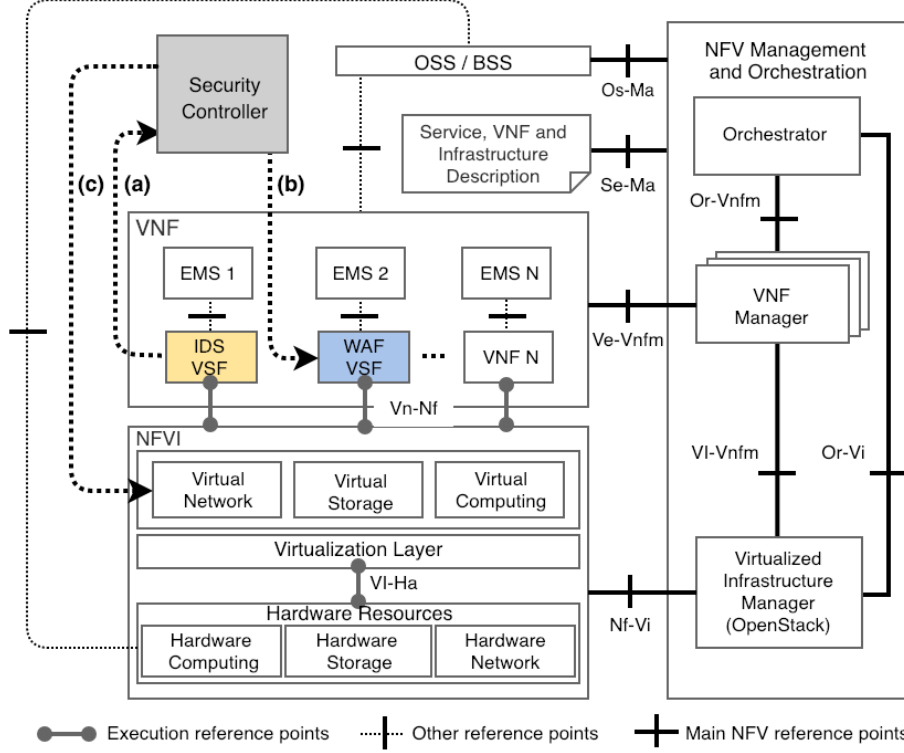 Security
Controller
OSS / BSS
Os-Ma
NFV Management
and Orchestration
Service, VNF and
Infrastructure
Description
Se-Ma
Orchestrator
(c)
(a)
(b)
Or-Vnfm
VNF
EMS 1
EMS 2
EMS N
VNF
Manager
Ve-Vnfm
IDS
VSF
WAF
VSF
...
VNF N
Vn-Nf
NFVI
Virtual
Network
Virtual
Storage
Virtual
Computing
VI-Vnfm
Or-Vi
Virtualization Layer
VI-Ha
Virtualized
Infrastructure
Manager
(OpenStack)
Nf-Vi
Hardware Resources
Hardware
Computing
Hardware
Storage
Hardware
Network
Execution reference points
Other reference points
Main NFV reference points